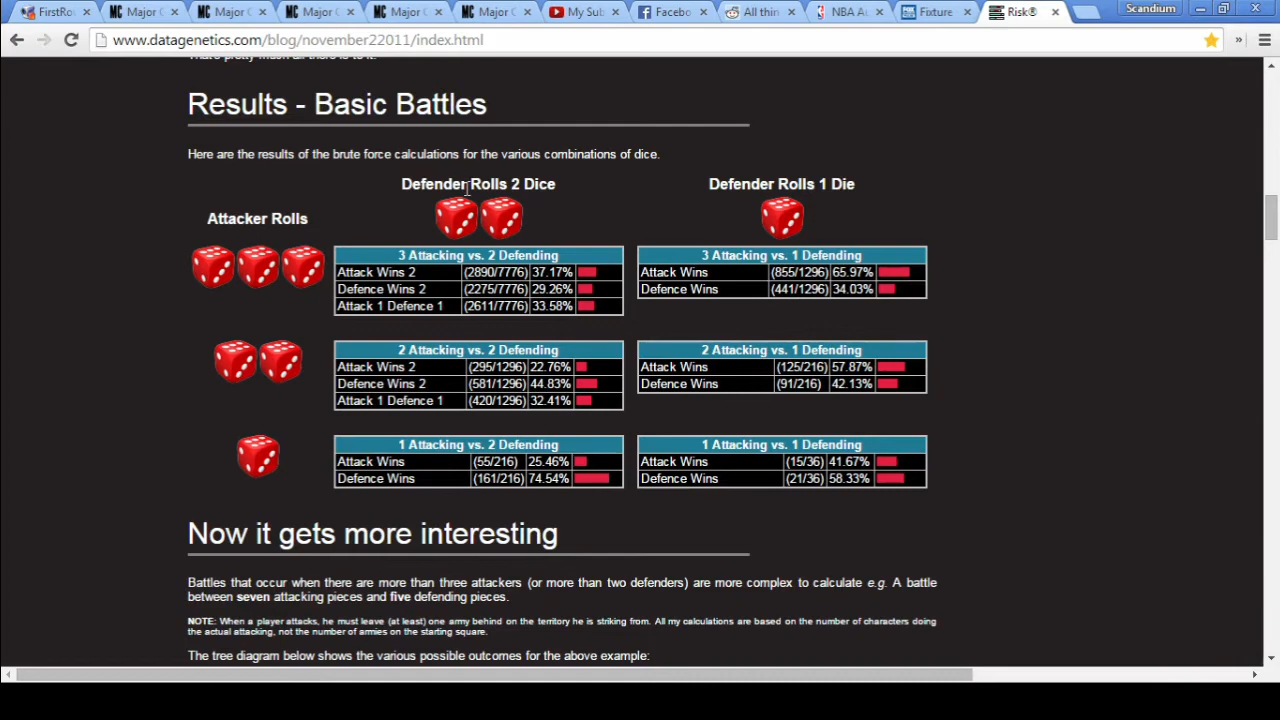 FirstRo
Major C
Major C
Major C
Major C
Major C
My Sub
Facebo
All thin
NBA A
Fixture
Risk®
Scandium
www.datagenetics.com/blog/november22011/index.html
That's pretty much all there is to it.
Results - Basic Battles
Here are the results of the brute force calculations for the various combinations of dice.
Defender Rolls 2 Dice
Defender Rolls 1 Die
Attacker Rolls
3 Attacking vs. 2 Defending
Attack Wins 2 (2890/7776) 37.17%
Defence Wins 2 (2275/7776) 29.26%
Attack 1 Defence 1 (2611/7776) 33.58%
3 Attacking vs. 1 Defending
Attack Wins (855/1296) 65.97%
Defence Wins (441/1296) 34.03%
2 Attacking vs. 2 Defending
Attack Wins 2 (295/1296) 22.76%
Defence Wins 2 (581/1296) 44.83%
Attack 1 Defence 1 (420/1296) 32.41%
2 Attacking vs. 1 Defending
Attack Wins (125/216) 57.87%
Defence Wins (91/216) 42.13%
1 Attacking vs. 2 Defending
Attack Wins (55/216) 25.46%
Defence Wins (161/216) 74.54%
1 Attacking vs. 1 Defending
Attack Wins (15/36) 41.67%
Defence Wins (21/36) 58.33%
Now it gets more interesting
Battles that occur when there are more than three attackers (or more than two defenders) are more complex to calculate e.g. A battle
between seven attacking pieces and five defending pieces.
NOTE: When a player attacks, he must leave (at least) one army behind on the territory he is striking from. All my calculations are based on the number of characters doing
the actual attacking, not the number of armies on the starting square.
The tree diagram below shows the various possible outcomes for the above example: